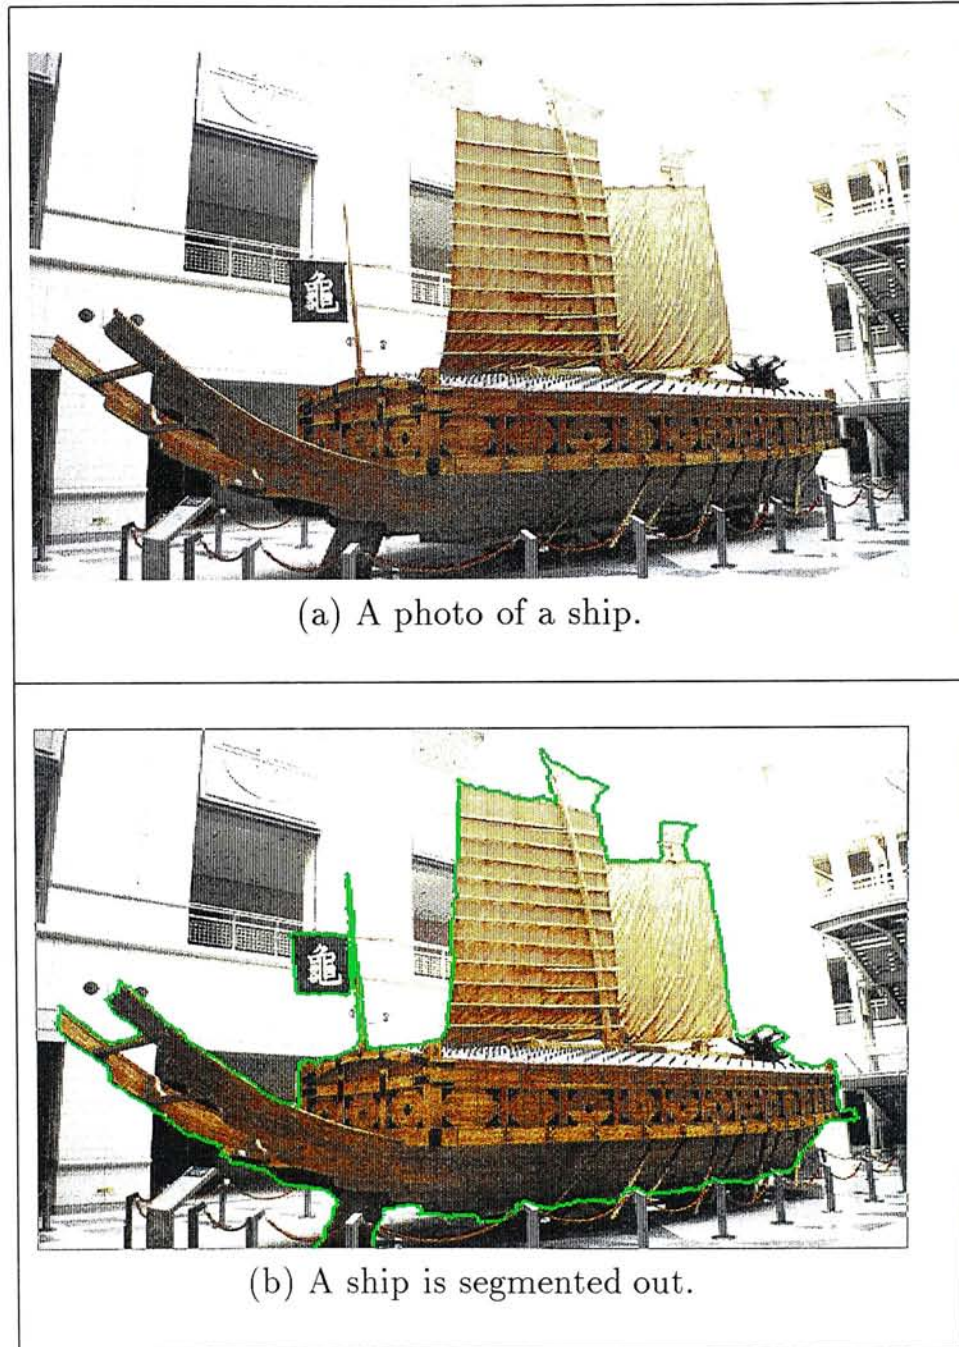 龜
(a) A photo of a ship.
龜
(b) A ship is segmented out.